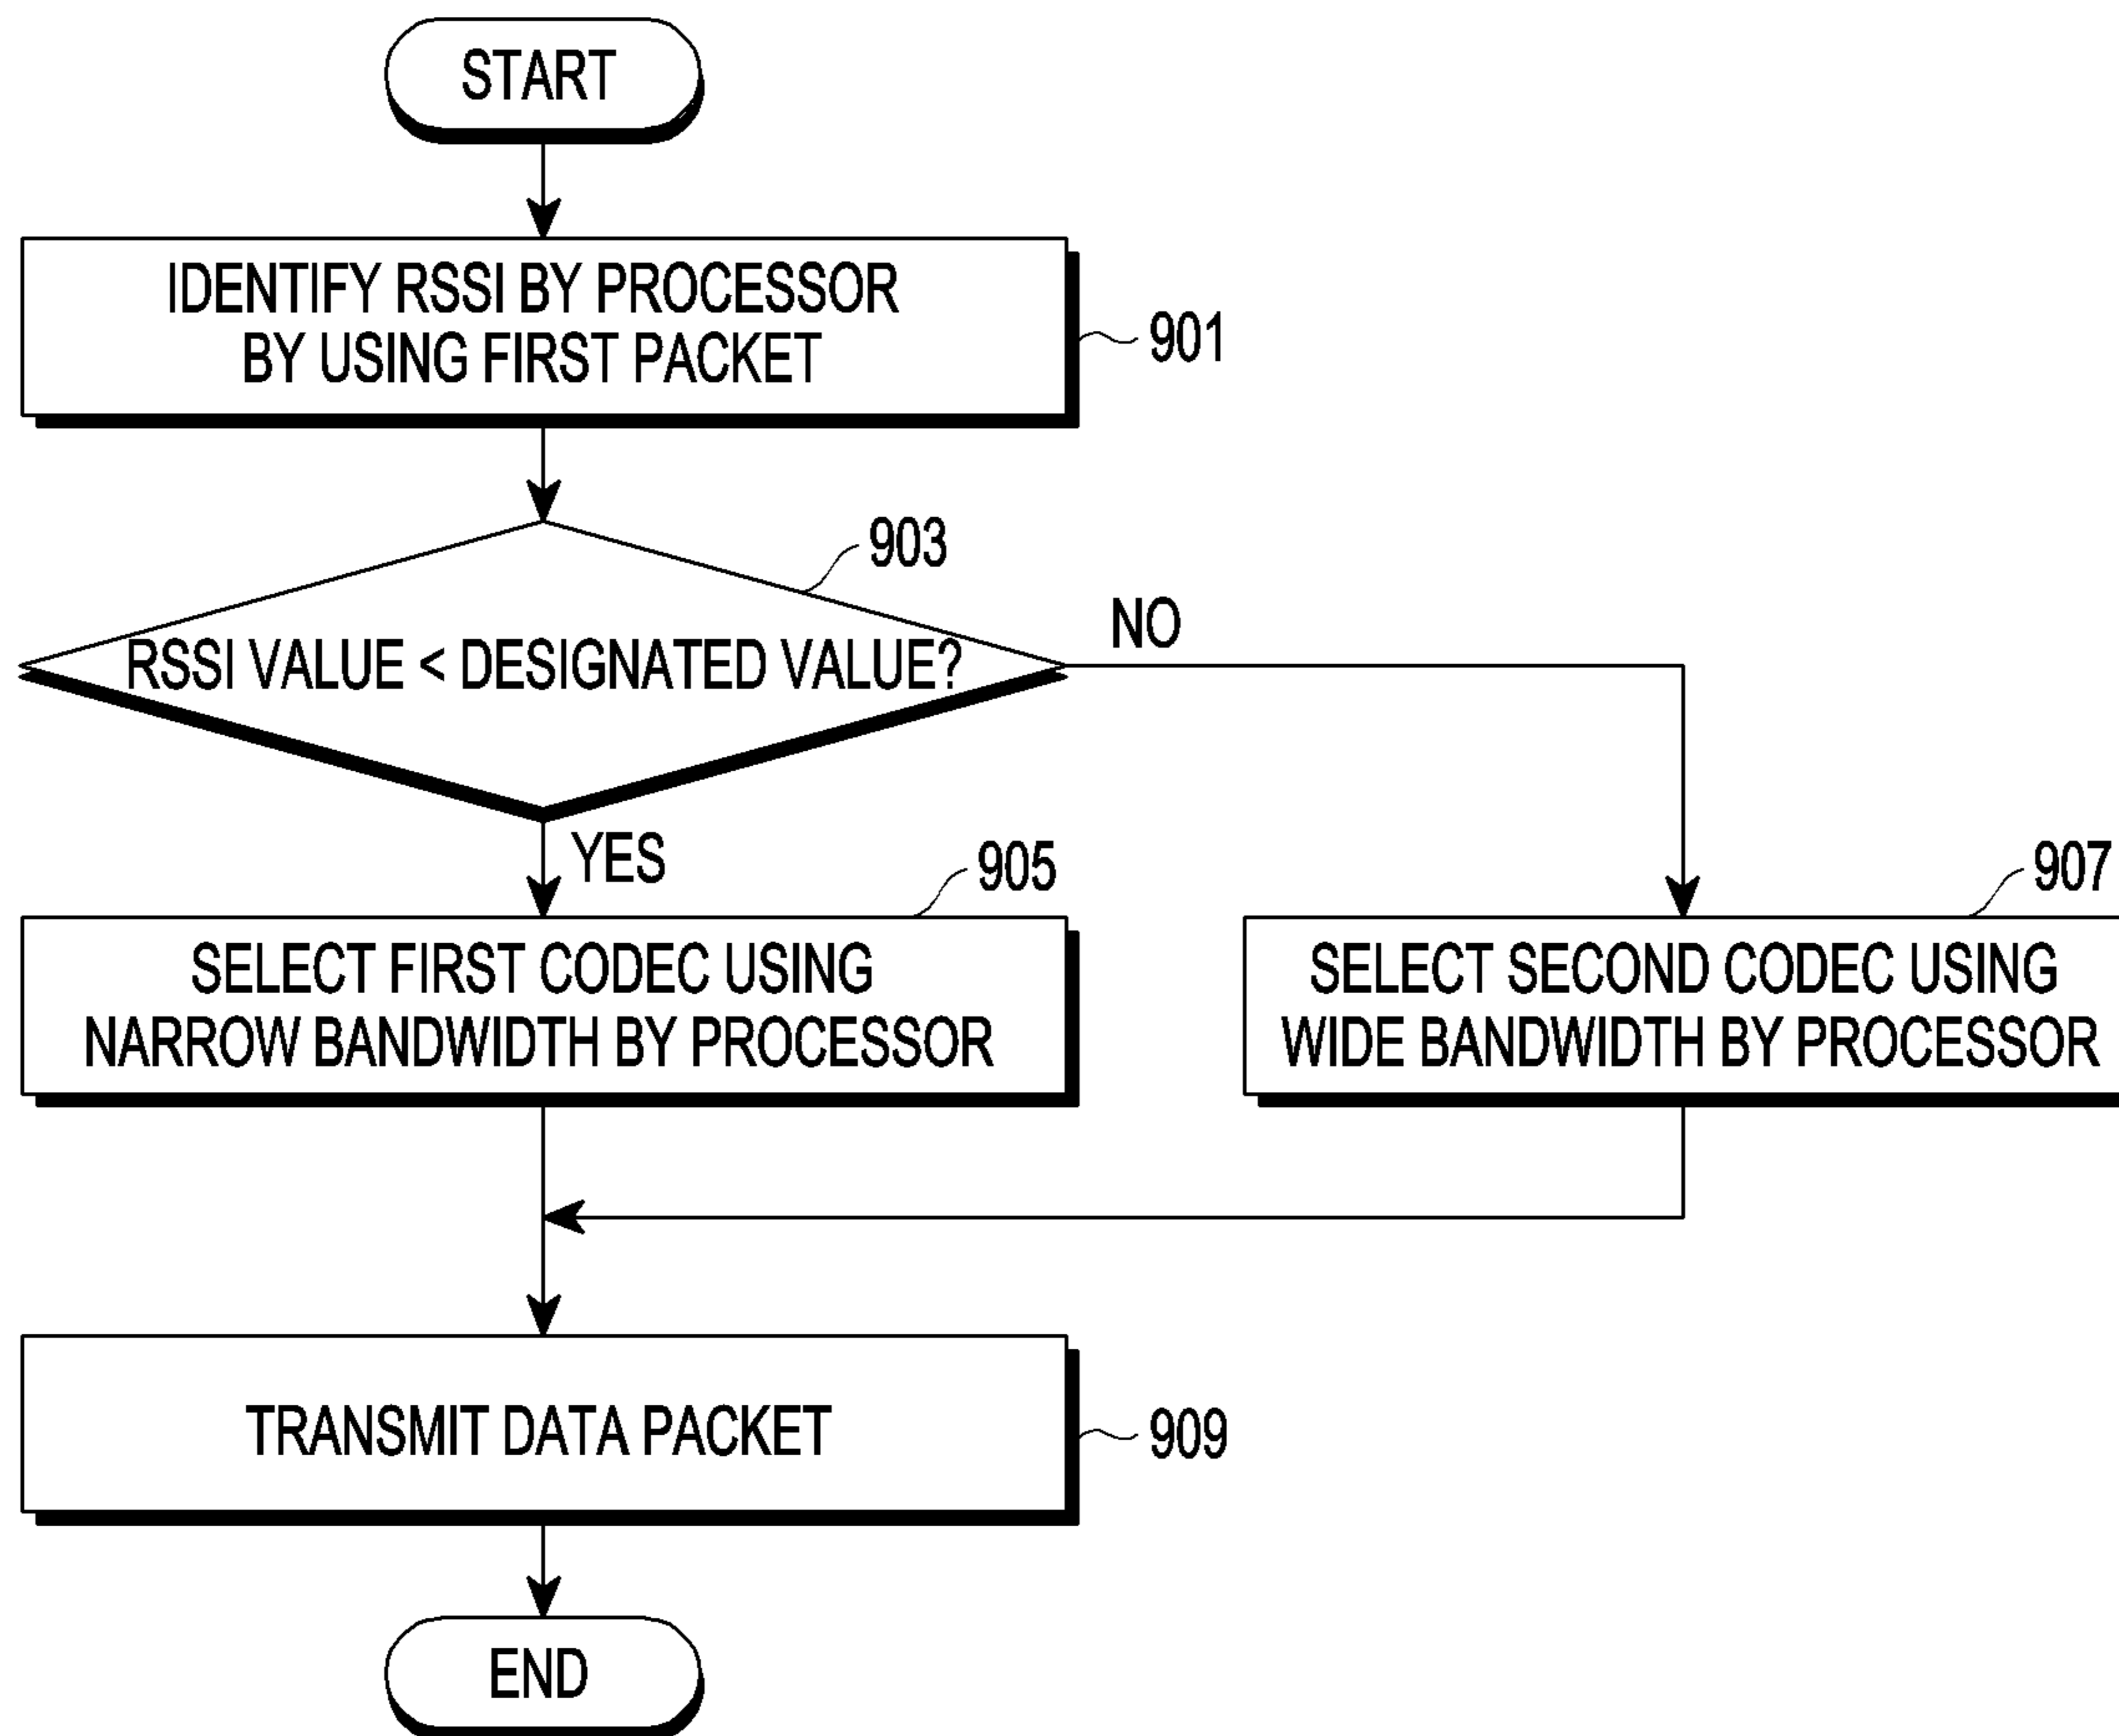 START
IDENTIFY RSSI BY PROCESSOR
BY USING FIRST PACKET
901
903
RSSI VALUE < DESIGNATED VALUE?
NO
YES
905
907
SELECT FIRST CODEC USING
NARROW BANDWIDTH BY PROCESSOR
SELECT SECOND CODEC USING
WIDE BANDWIDTH BY PROCESSOR
TRANSMIT DATA PACKET
909
END